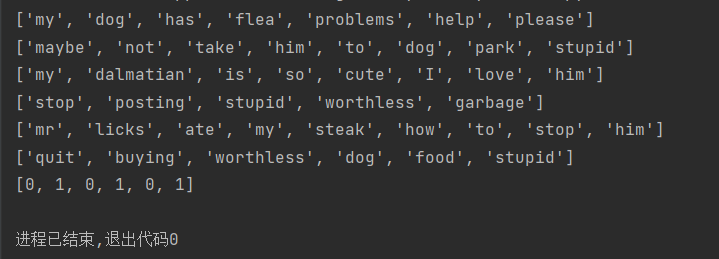 ['my', 'dog', 'has', 'flea', 'problems', 'help', 'please']
['maybe', 'not', 'take', 'him', 'to', 'dog', 'park', 'stupid']
['my', 'dalmatian', 'is', 'so', 'cute', 'I', 'love', 'him']
['stop', 'posting', 'stupid', 'worthless', 'garbage']
['mr', 'licks', 'ate', 'my', 'steak', 'how', 'to', 'stop', 'him']
['quit', 'buying', 'worthless', 'dog', 'food', 'stupid']
[0, 1, 0, 1, 0, 1]
进程已结束,退出代码0